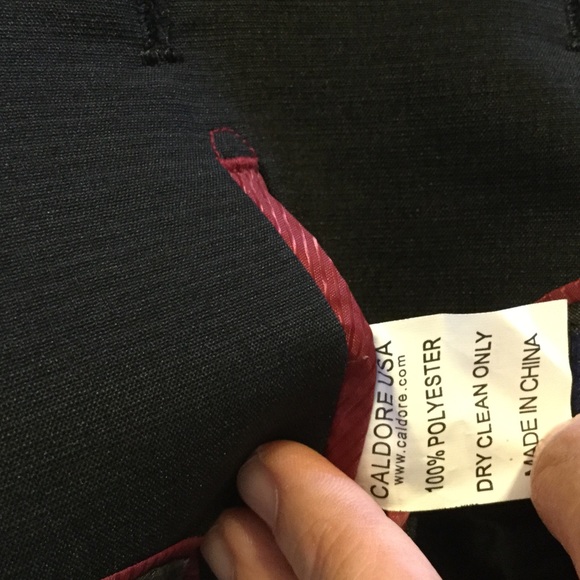 CALDORE USA
www.caldore.com
100% POLYESTER
DRY CLEAN ONLY
MADE IN CHINA